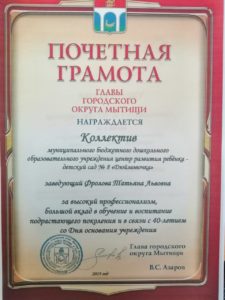 ПОЧЕТНАЯ
ГРАМОТА
ГЛАВЫ
ГОРОДСКОГО
ОКРУГА МЫТИЩИ
НАГРАЖДАЕТСЯ
Коллектив
муниципального бюджетного дошкольного
образовательного учреждения центр развития ребёнка -
детский сад № 8 «Дюймовочка»
заведующий Фролова Татьяна Львовна
за высокий профессионализм,
большой вклад в обучение и воспитание
подрастающего поколения и в связи с 40-летием
со Дня основания учреждения
Глава городского
округа Мытищи
В.С. Азаров